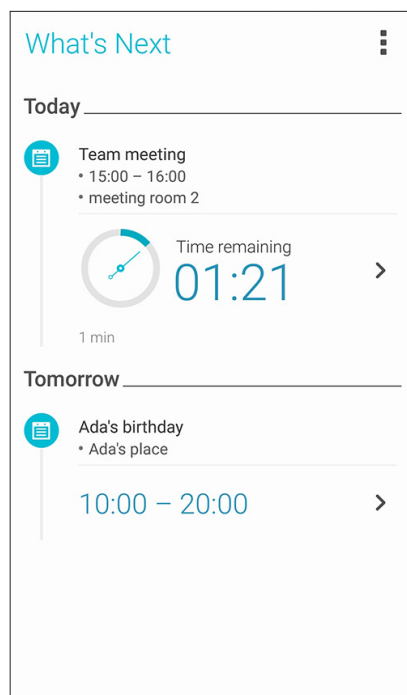 What's Next
Today
Team meeting
• 15:00 – 16:00
• meeting room 2
Time remaining
01:21
1 min
Tomorrow
Ada's birthday
• Ada's place
10:00 – 20:00